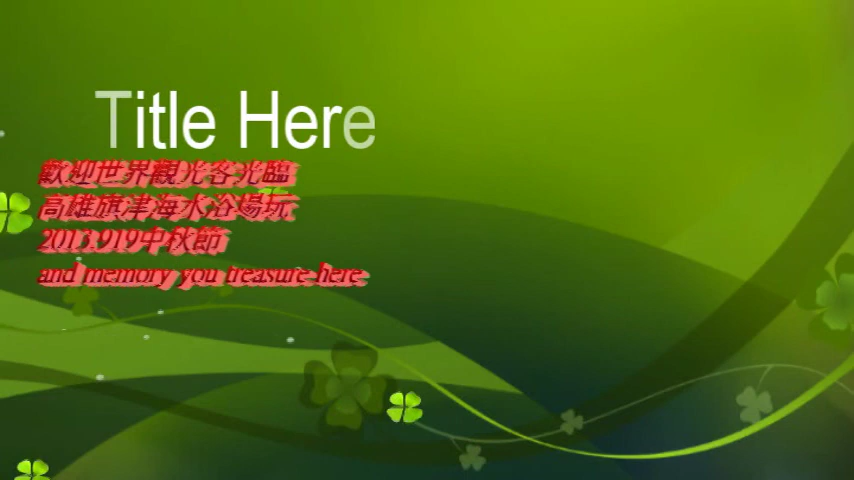 Title Here
歡迎世界觀光客光臨
高雄旗津海水浴場玩
2013.919中秋節
and memory you treasure here